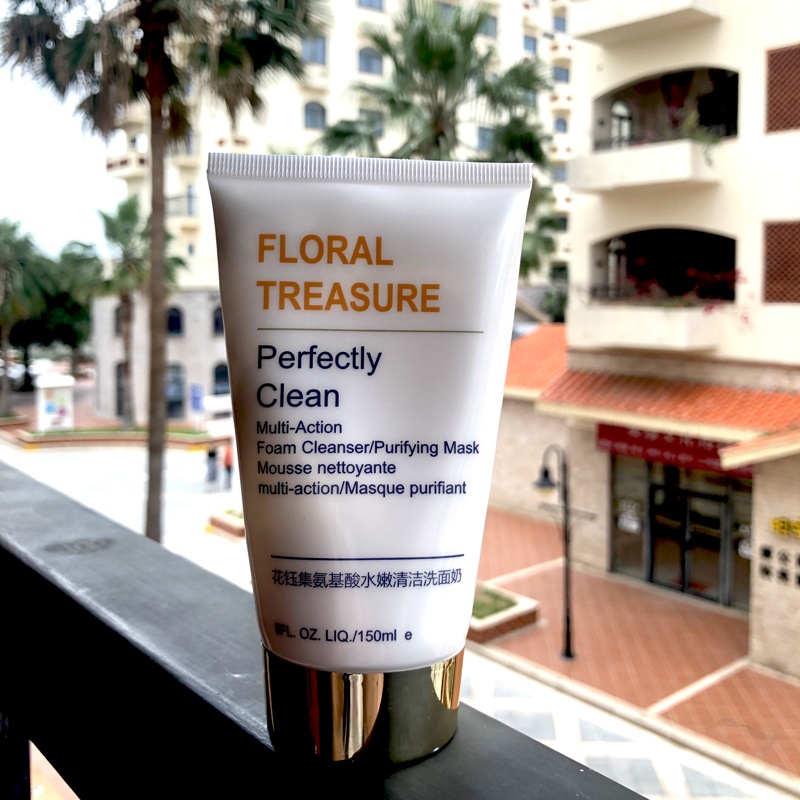 FLORAL
TREASURE
Perfectly
Clean
Multi-Action
Foam Cleanser/Purifying Mask
Mousse nettoyante
multi-action/Masque purifiant
花钰集氨基酸水嫩清洁洗面奶
FL. OZ. LIQ./150ml e